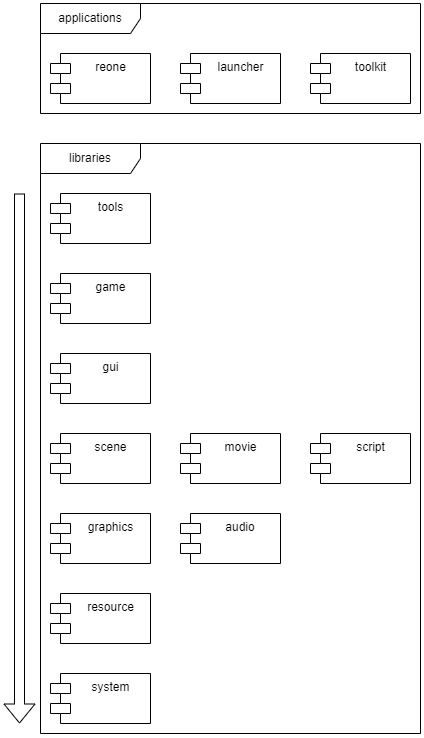 applications
reone
launcher
toolkit
libraries
tools
game
gui
scene
movie
script
graphics
audio
resource
system